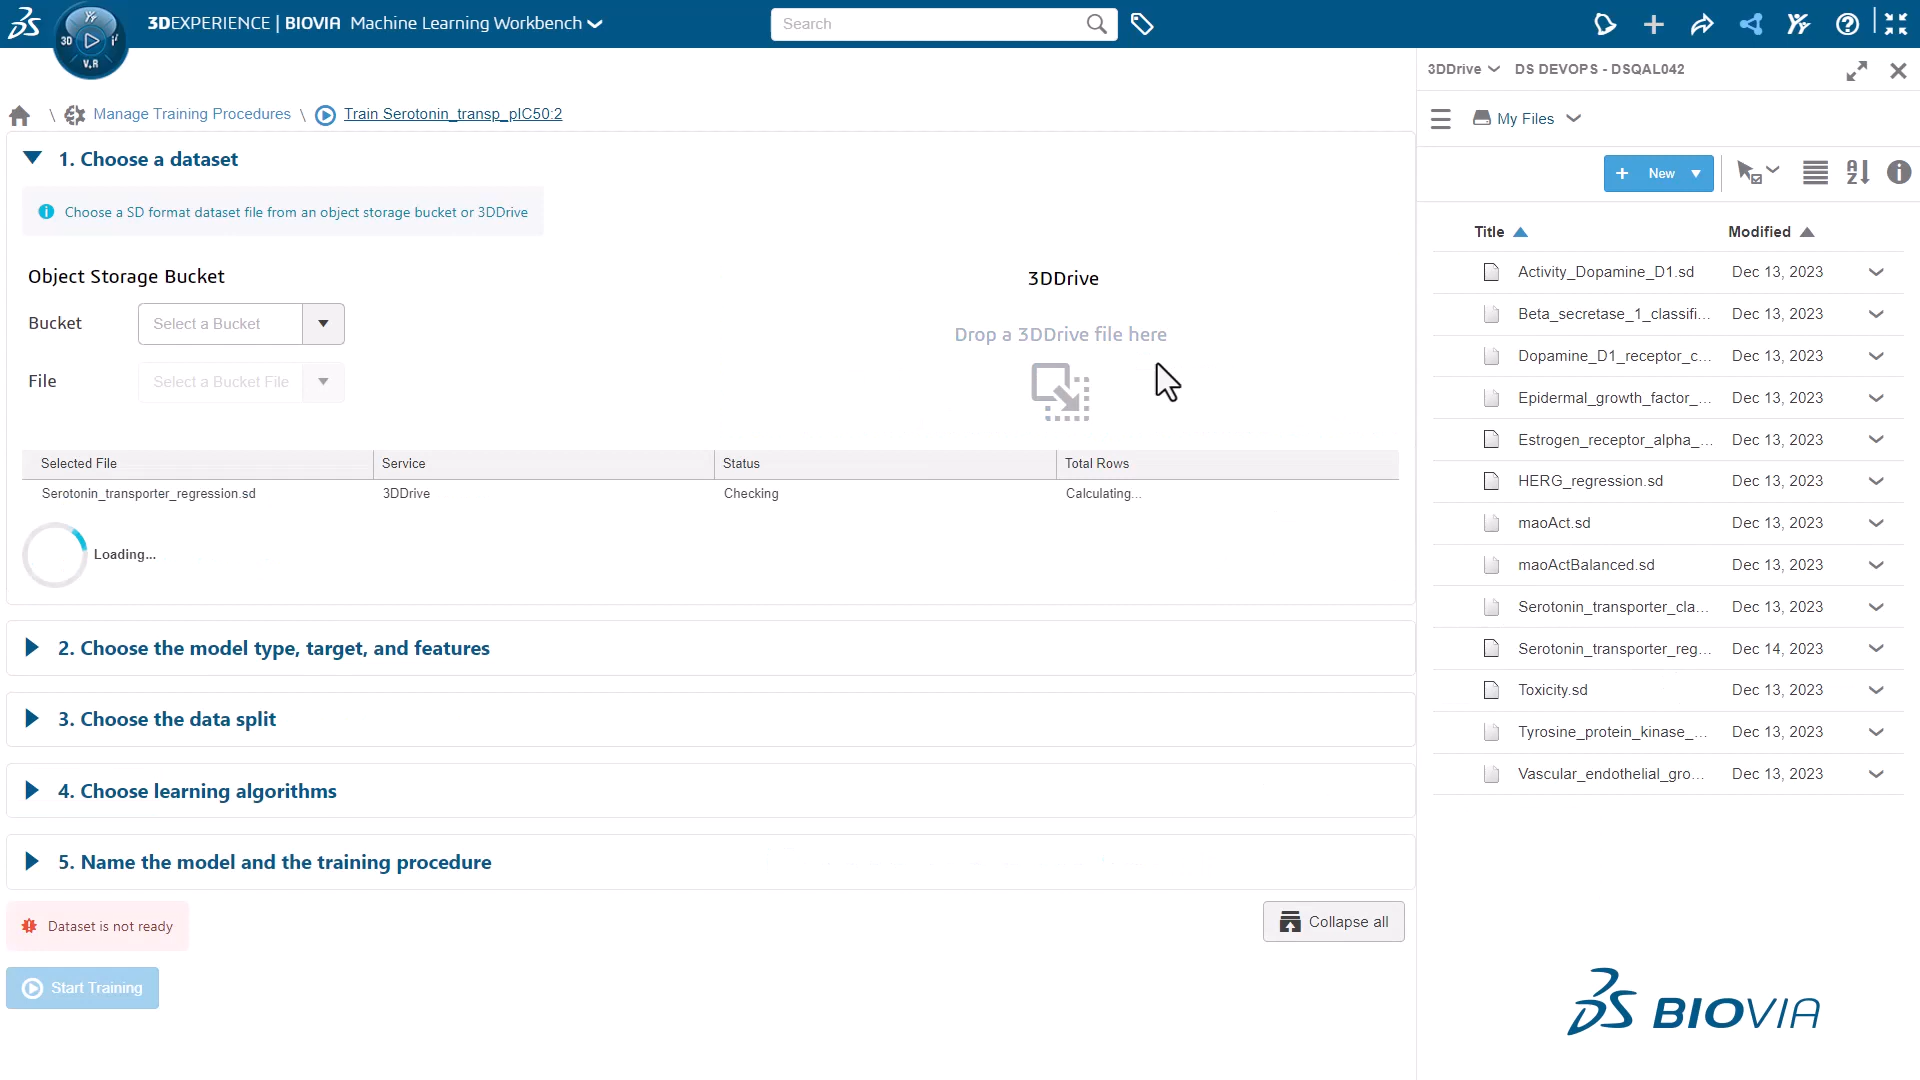 3DEXPERIENCE | BIOVIA Machine Learning Workbench
Search
3D
V.R
3DDrive
DS DEVOPS - DSQAL042
\ Manage Training Procedures \ Train Serotonin_transp_pIC50:2
My Files
1. Choose a dataset
+ New
Choose a SD format dataset file from an object storage bucket or 3DDrive
Object Storage Bucket
3DDrive
Bucket
Select a Bucket
Drop a 3DDrive file here
File
Select a Bucket File
Selected File
Service
Status
Total Rows
Serotonin_transporter_regression.sd
3DDrive
Checking
Calculating...
Loading...
2. Choose the model type, target, and features
3. Choose the data split
4. Choose learning algorithms
5. Name the model and the training procedure
Dataset is not ready
Collapse all
Start Training
Title
Modified
Activity_Dopamine_D1.sd Dec 13, 2023
Beta_secretase_1_classifi... Dec 13, 2023
Dopamine_D1_receptor_c... Dec 13, 2023
Epidermal_growth_factor_... Dec 13, 2023
Estrogen_receptor_alpha_... Dec 13, 2023
HERG_regression.sd Dec 13, 2023
maoAct.sd Dec 13, 2023
maoActBalanced.sd Dec 13, 2023
Serotonin_transporter_cla... Dec 13, 2023
Serotonin_transporter_reg... Dec 14, 2023
Toxicity.sd Dec 13, 2023
Tyrosine_protein_kinase_... Dec 13, 2023
Vascular_endothelial_gro... Dec 13, 2023
BIOVIA